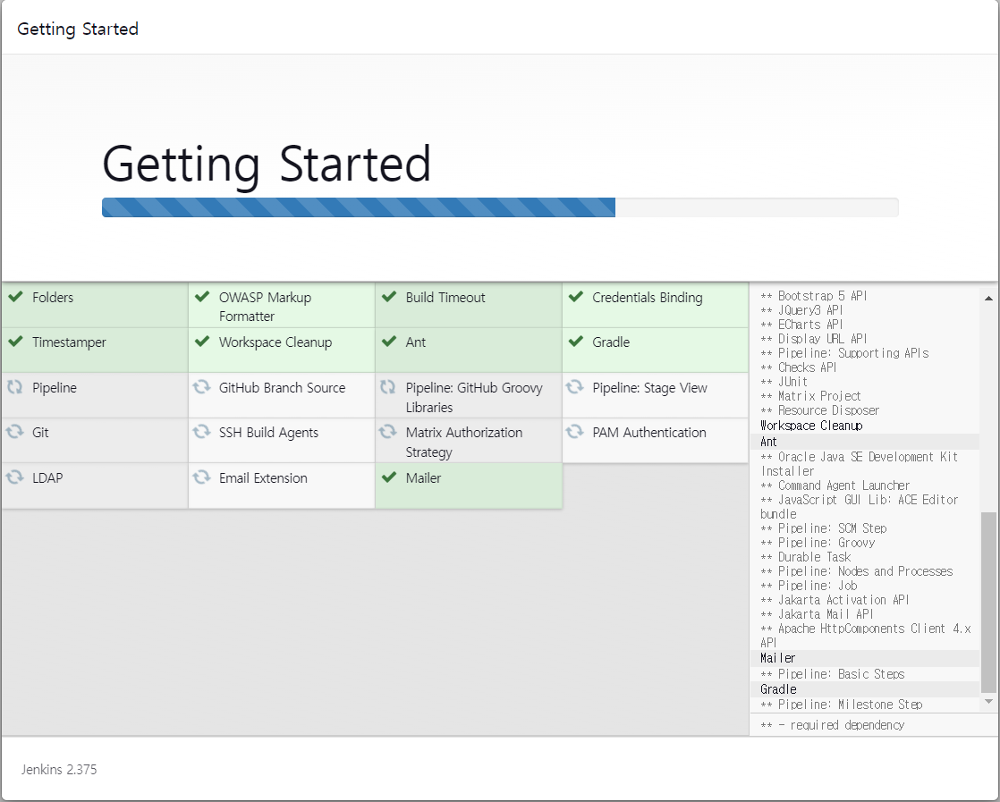 Getting Started
Getting Started
Folders
OWASP Markup
Formatter
Build Timeout
Credentials Binding
Timestamper
Workspace Cleanup
Ant
Gradle
Pipeline
GitHub Branch Source
Pipeline: GitHub Groovy
Libraries
Pipeline: Stage View
Git
SSH Build Agents
Matrix Authorization
Strategy
PAM Authentication
LDAP
Email Extension
Mailer
** Bootstrap 5 API
** JQuery3 API
** ECharts API
** Display URL API
** Pipeline: Supporting APIs
** Checks API
** JUnit
** Matrix Project
** Resource Disposer
Workspace Cleanup
Ant
** Oracle Java SE Development Kit
Installer
** Command Agent Launcher
** JavaScript GUI Lib: ACE Editor
bundle
** Pipeline: SCM Step
** Pipeline: Groovy
** Durable Task
** Pipeline: Nodes and Processes
** Pipeline: Job
** Jakarta Activation API
** Jakarta Mail API
** Apache HttpComponents Client 4.x
API
Mailer
** Pipeline: Basic Steps
Gradle
** Pipeline: Milestone Step
** - required dependency
Jenkins 2.375